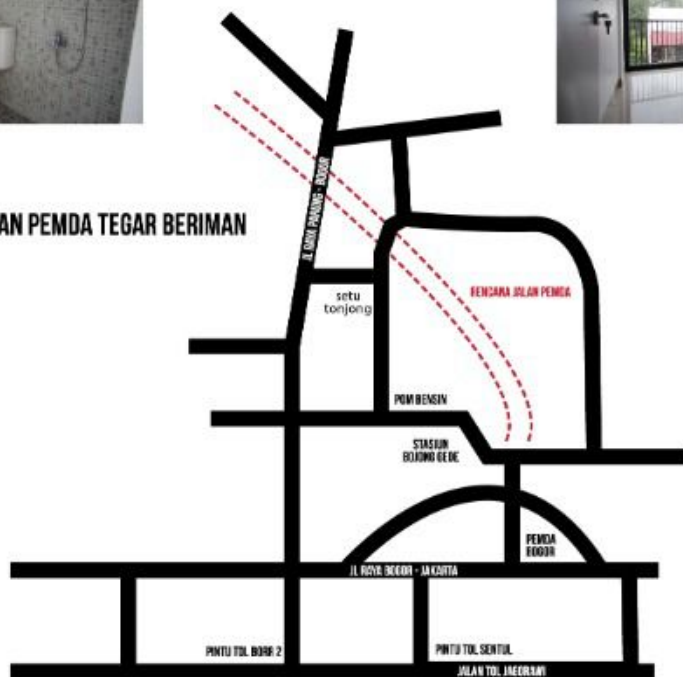 AN PEMDA TEGAR BERIMAN
JL RAYA PARUNG - BOGOR
setu
tonjong
RENCANA JALAN PEMDA
POM BENSIN
STASIUN
BOJONG GEDE
PEMDA
BOGOR
JL RAYA BOGOR - JAKARTA
PINTU TOL BORR 2
PINTU TOL SENTUL
JALAN TOL JAGORAWI